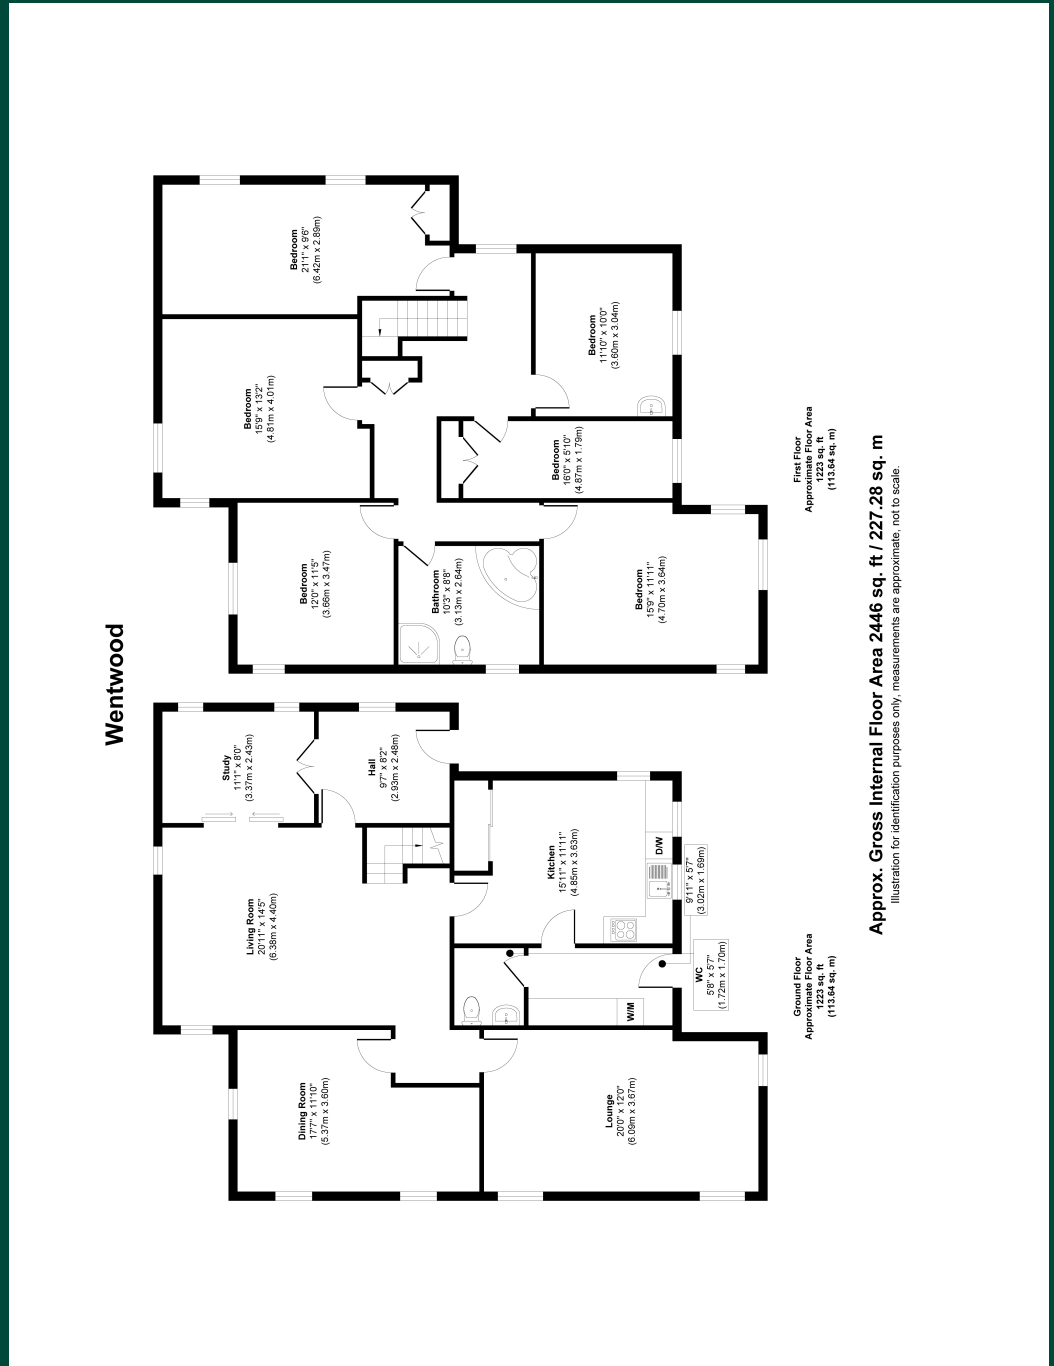 Wentwood
Study
11'1" x 8'0"
(3.37m x 2.43m)
Hall
9'7" x 8'2"
(2.93m x 2.48m)
Living Room
20'11" x 14'5"
(6.38m x 4.40m)
Kitchen
15'11" x 11'11"
(4.85m x 3.63m)
D/W
9'11" x 5'7"
(3.02m x 1.69m)
WC
5'8" x 5'7"
(1.72m x 1.70m)
W/M
Dining Room
17'7" x 11'10"
(5.37m x 3.60m)
Lounge
20'0" x 12'0"
(6.09m x 3.67m)
Ground Floor
Approximate Floor Area
1223 sq. ft
(113.64 sq. m)
Bedroom
21'1" x 9'6"
(6.42m x 2.89m)
Bedroom
15'9" x 13'2"
(4.81m x 4.01m)
Bedroom
11'10" x 10'0"
(3.60m x 3.04m)
Bedroom
16'0" x 5'10"
(4.87m x 1.79m)
Bedroom
12'0" x 11'5"
(3.66m x 3.47m)
Bathroom
10'3" x 8'8"
(3.13m x 2.64m)
Bedroom
15'9" x 11'11"
(4.70m x 3.64m)
First Floor
Approximate Floor Area
1223 sq. ft
(113.64 sq. m)
Approx. Gross Internal Floor Area 2446 sq. ft / 227.28 sq. m
Illustration for identification purposes only, measurements are approximate, not to scale.